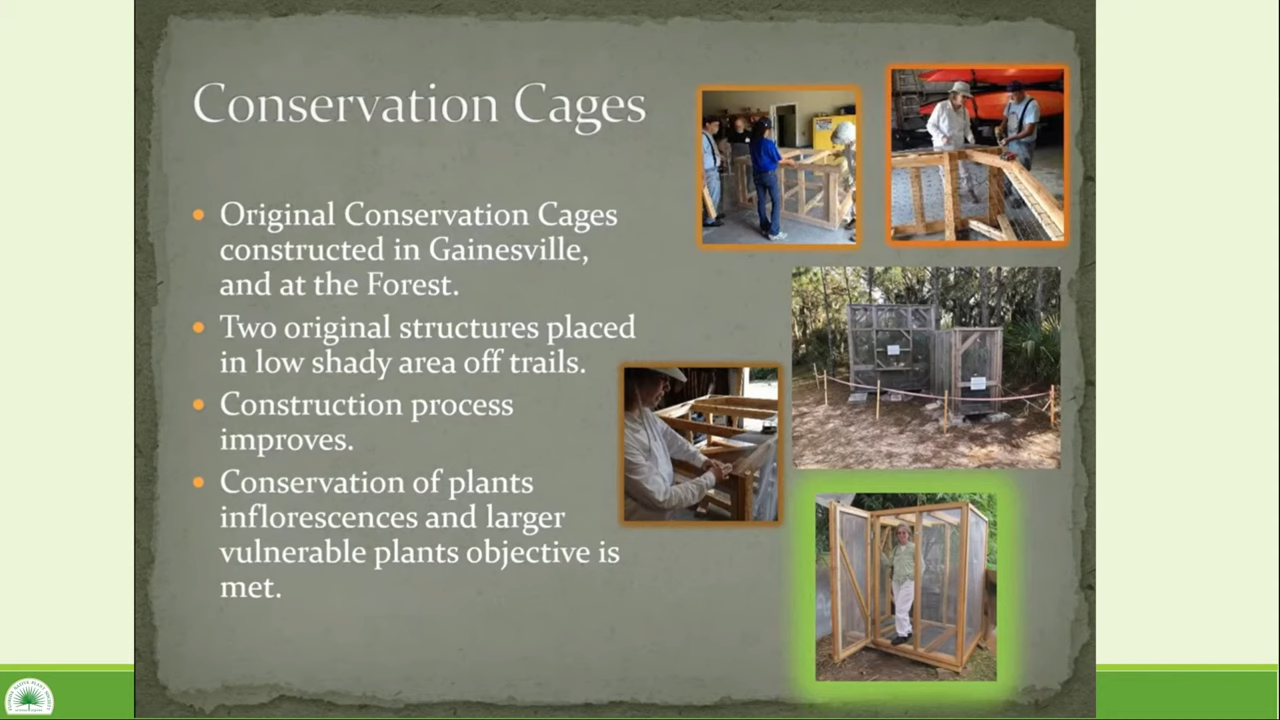 Conservation Cages
Original Conservation Cages
constructed in Gainesville,
and at the Forest.
Two original structures placed
in low shady area off trails.
Construction process
improves.
Conservation of plants
inflorescences and larger
vulnerable plants objective is
met.